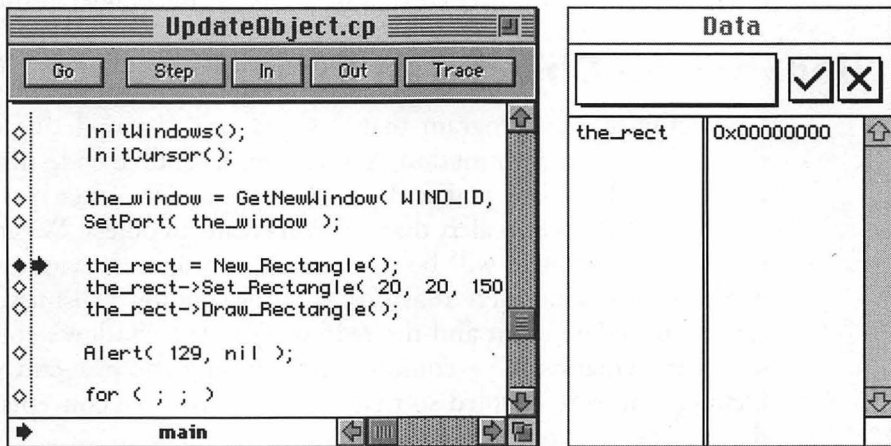 UpdateObject.cp
Go Step In Out Trace
InitWindows();
InitCursor();
the_window = GetNewWindow( WIND_ID,
SetPort( the_window );
the_rect = New_Rectangle();
the_rect->Set_Rectangle( 20, 20, 150
the_rect->Draw_Rectangle();
Alert( 129, nil );
for ( ; ; )
main
Data
the_rect 0x00000000